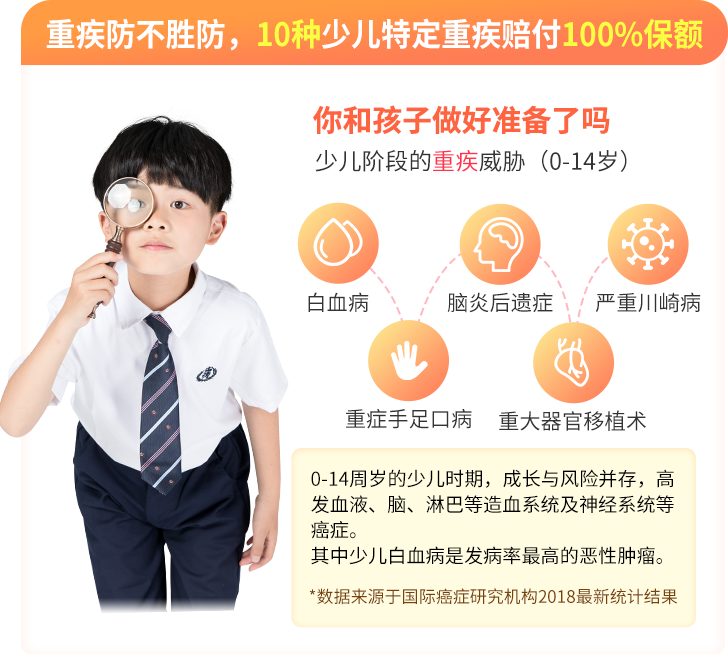 重疾防不胜防，10种少儿特定重疾赔付100%保额
你和孩子做好准备了吗
少儿阶段的重疾威胁（0-14岁）
白血病
脑炎后遗症
严重川崎病
重症手足口病
重大器官移植术
0-14周岁的少儿时期，成长与风险并存，高
发血液、脑、淋巴等造血系统及神经系统等
癌症。
其中少儿白血病是发病率最高的恶性肿瘤。
*数据来源于国际癌症研究机构2018最新统计结果